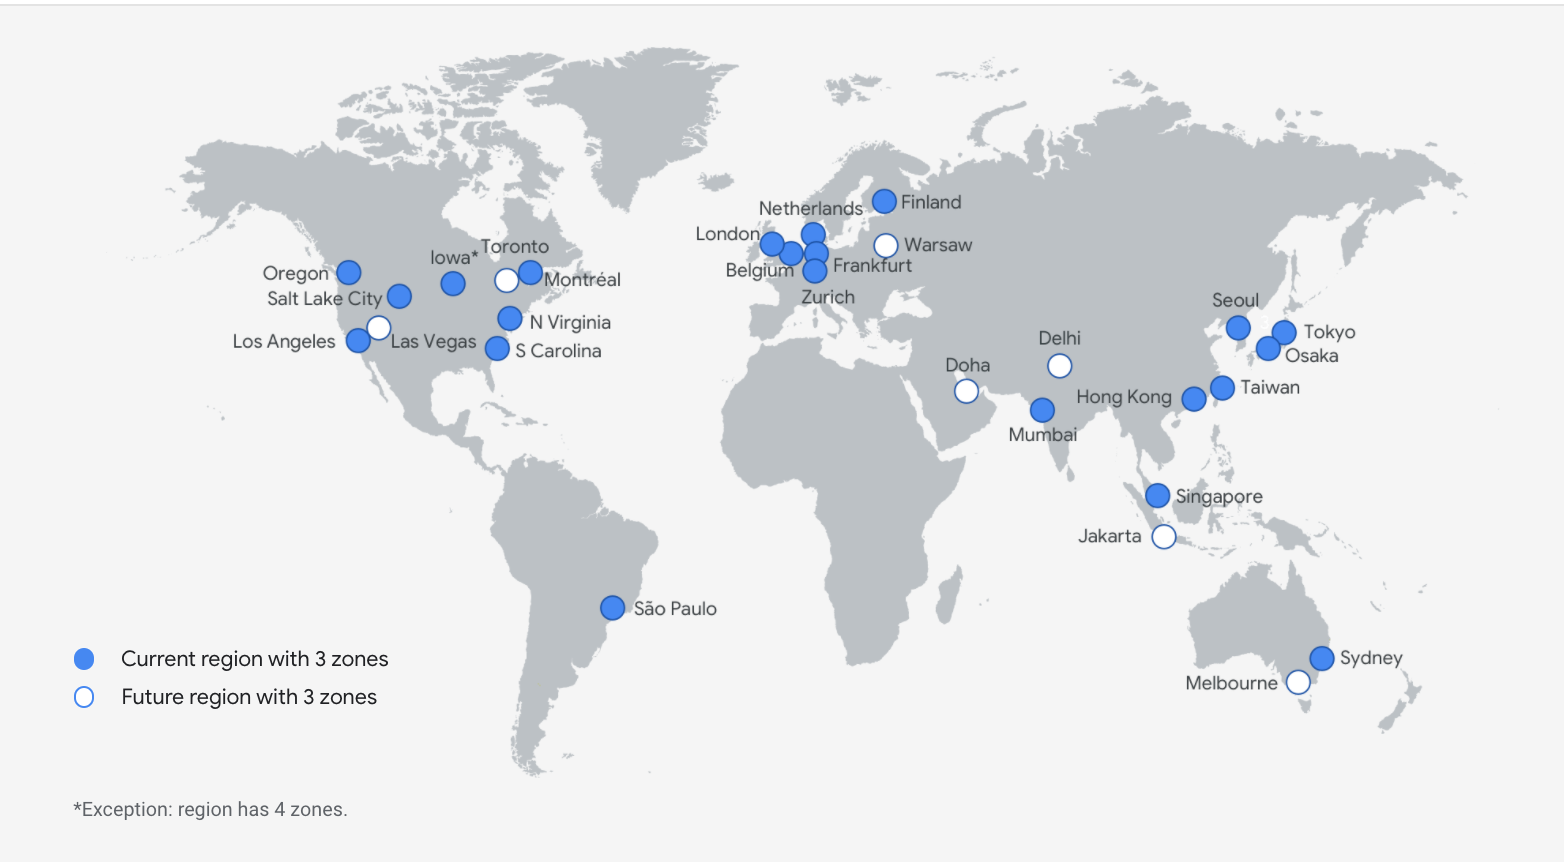 Netherlands
Finland
London
Warsaw
Toronto
Iowa*
Frankfurt
Belgium
Oregon
Montréal
Salt Lake City
Zurich
Seoul
N Virginia
Tokyo
Delhi
Los Angeles
Las Vegas
S Carolina
Osaka
Doha
Taiwan
Hong Kong
Mumbai
Singapore
Jakarta
São Paulo
Sydney
Melbourne
Current region with 3 zones
Future region with 3 zones
*Exception: region has 4 zones.